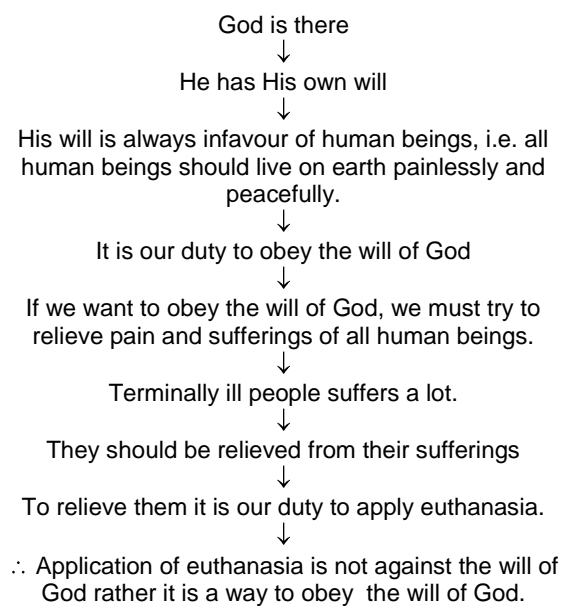 God is there
↓
He has His own will
↓
His will is always infavour of human beings, i.e. all
human beings should live on earth painlessly and
peacefully.
↓
It is our duty to obey the will of God
↓
If we want to obey the will of God, we must try to
relieve pain and sufferings of all human beings.
↓
Terminally ill people suffers a lot.
↓
They should be relieved from their sufferings
↓
To relieve them it is our duty to apply euthanasia.
↓
∴ Application of euthanasia is not against the will of
God rather it is a way to obey the will of God.